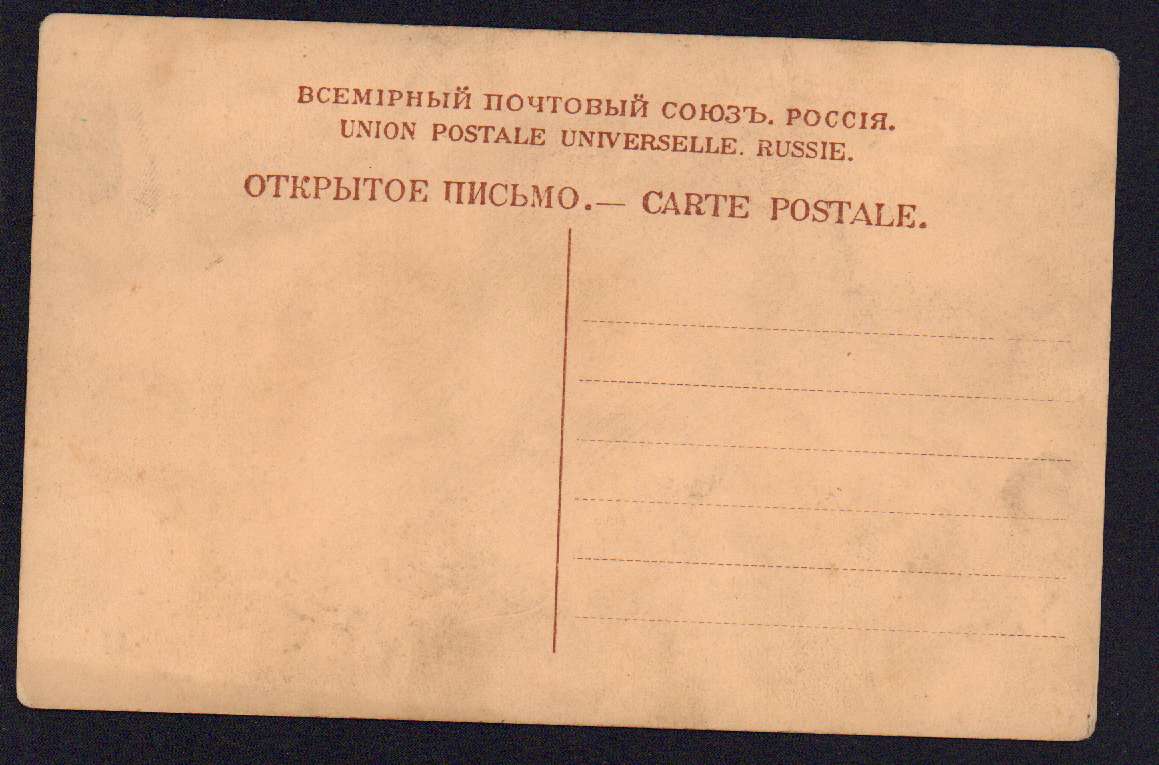 ВСЕМІРНЫЙ ПОЧТОВЫЙ СОЮЗЪ. РОССІЯ.
UNION POSTALE UNIVERSELLE. RUSSIE.
ОТКРЫТОЕ ПИСЬМО.— CARTE POSTALE.